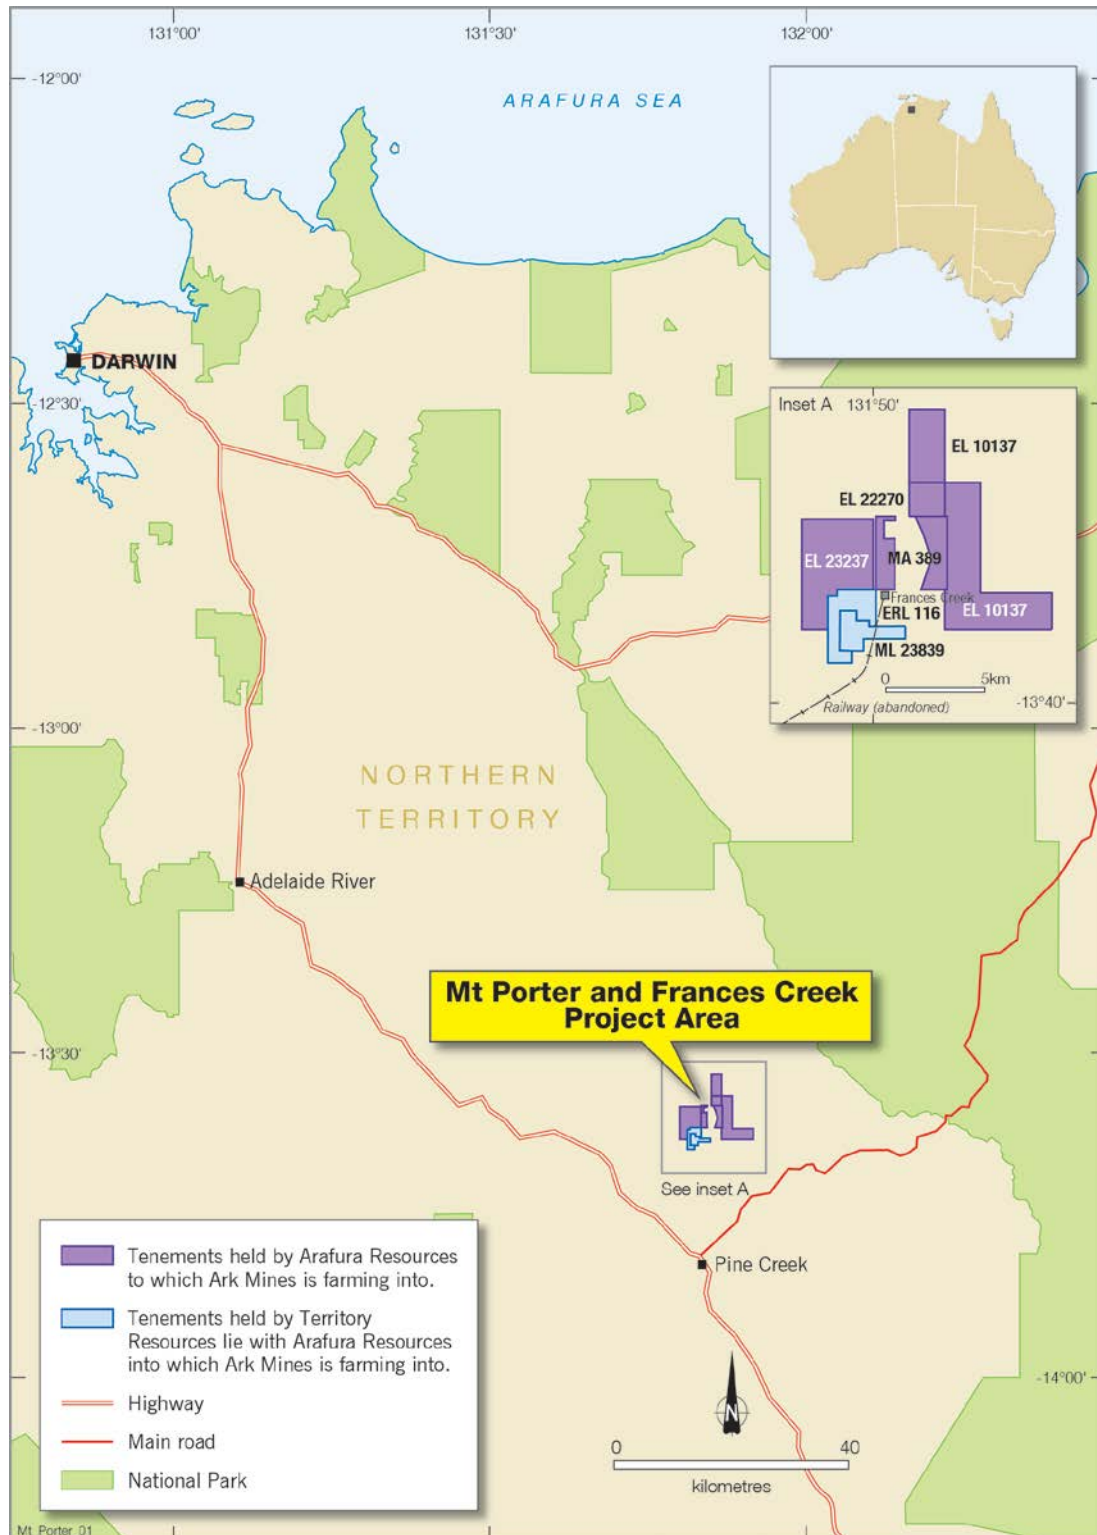 131°00'
131°30'
132°00'
-12°00'
ARAFURA SEA
DARWIN
-12°30'
Inset A
131°50'
EL 10137
EL 22270
EL 23237
MA 389
Frances Creek
ERL 116
EL 10137
ML 23839
0
5km
-13°40'
Railway (abandoned)
-13°00'
NORTHERN
TERRITORY
Adelaide River
Mt Porter and Frances Creek
Project Area
-13°30'
See inset A
Pine Creek
-14°00'
N
0
40
kilometres
Tenements held by Arafura Resources
to which Ark Mines is farming into.
Tenements held by Territory
Resources lie with Arafura Resources
into which Ark Mines is farming into.
Highway
Main road
National Park
Mt Porter 01